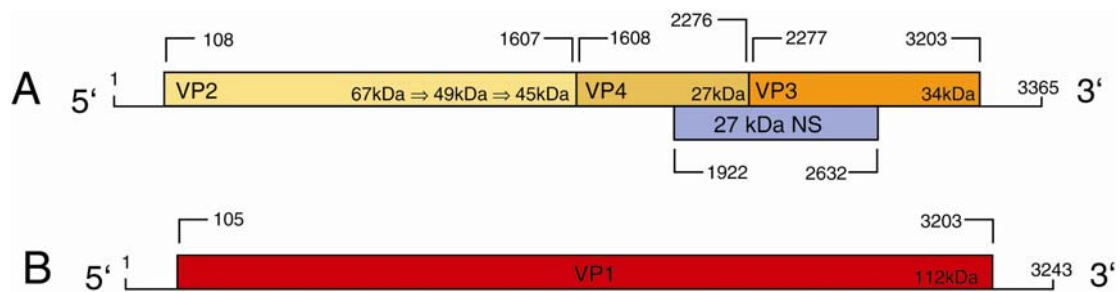 108 1607 1608 2276 2277 3203
A 5‘ 1 VP2 67kDa ⇒ 49kDa ⇒ 45kDa VP4 27kDa VP3 34kDa 3365 3‘
27 kDa NS
1922 2632
105 3203
B 5‘ 1 VP1 112kDa 3243 3‘